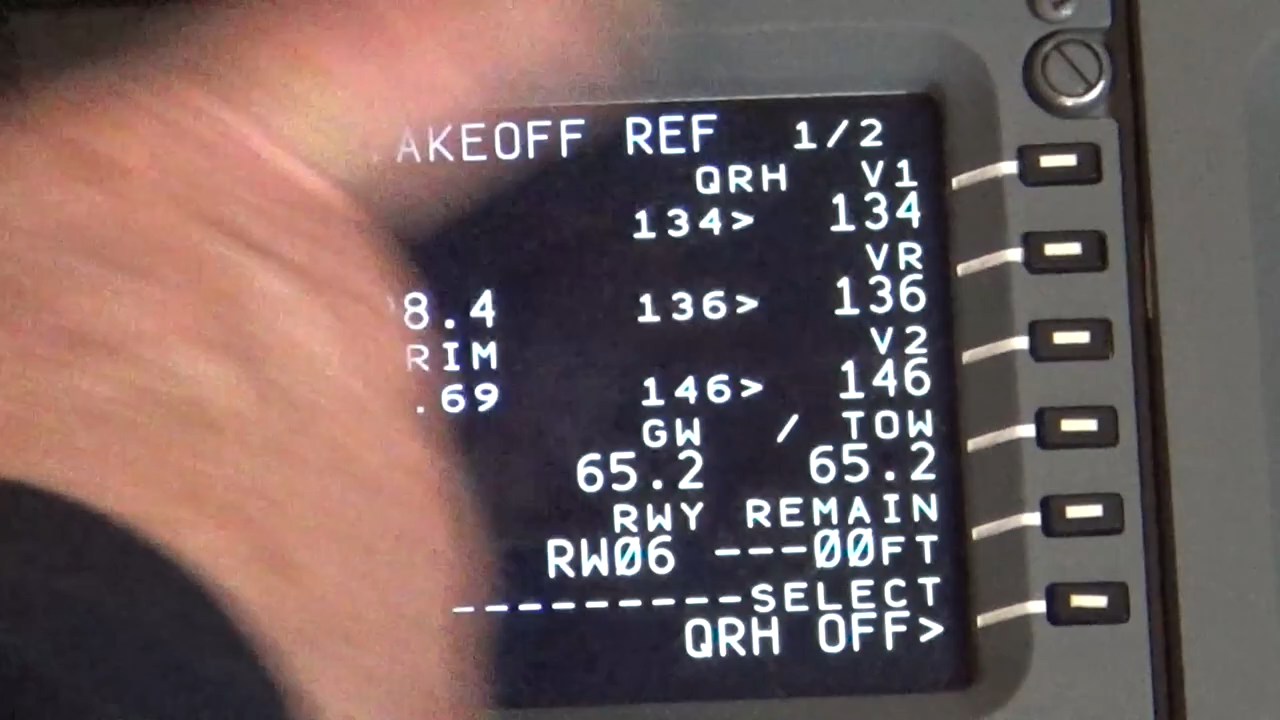 AKEOFF REF 1/2
QRH V1
134> 134
VR
8.4 136> 136
RIM V2
.69 146> 146
GW / TOW
65.2 65.2
RWY REMAIN
RW06 ---00FT
----------SELECT
QRH OFF>